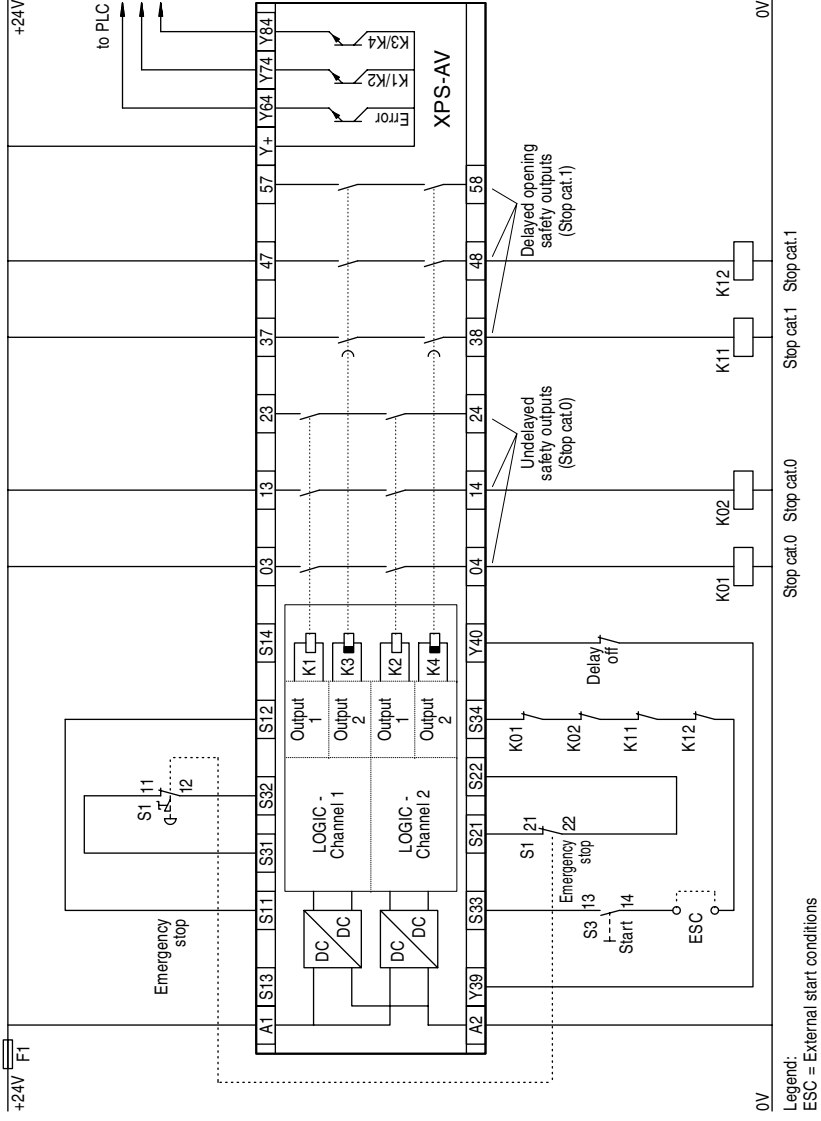 +24V
F1
+24V
to PLC
A1
S13
S11
S31
S32
S12
S14
03
13
23
37
47
57
Y+
Y64
Y74
Y84
Emergency
stop
S1
11
12
DC
DC
DC
DC
LOGIC -
Channel 1
LOGIC -
Channel 2
Output
1
Output
2
Output
1
Output
2
K1
K3
K2
K4
Error
K1/K2
K3/K4
XPS-AV
A2
Y39
S33
S21
S22
S34
Y40
04
14
24
38
48
58
S3
13
14
Start
ESC
S1
21
22
Emergency
stop
K01
K02
K11
K12
Delay
off
Undelayed
safety outputs
(Stop cat.0)
Delayed opening
safety outputs
(Stop cat.1)
K01
K02
K11
K12
0V
0V
Stop cat.0
Stop cat.0
Stop cat.1
Stop cat.1
Legend:
ESC = External start conditions